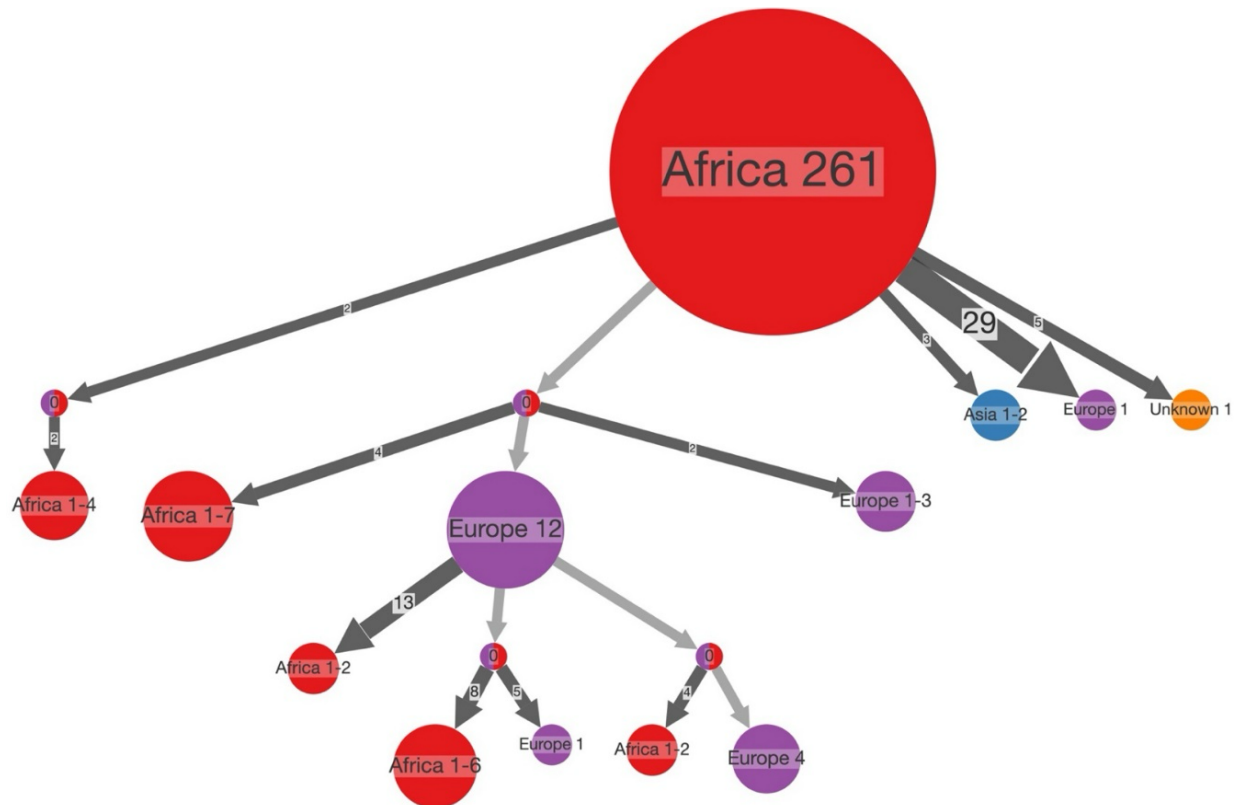 Africa 261
2
29
5
3
0
0
Asia 1-2
Europe 1
Unknown 1
2
4
2
Africa 1-4
Africa 1-7
Europe 12
Europe 1-3
13
Africa 1-2
0
0
8
5
4
Africa 1-6
Europe 1
Africa 1-2
Europe 4